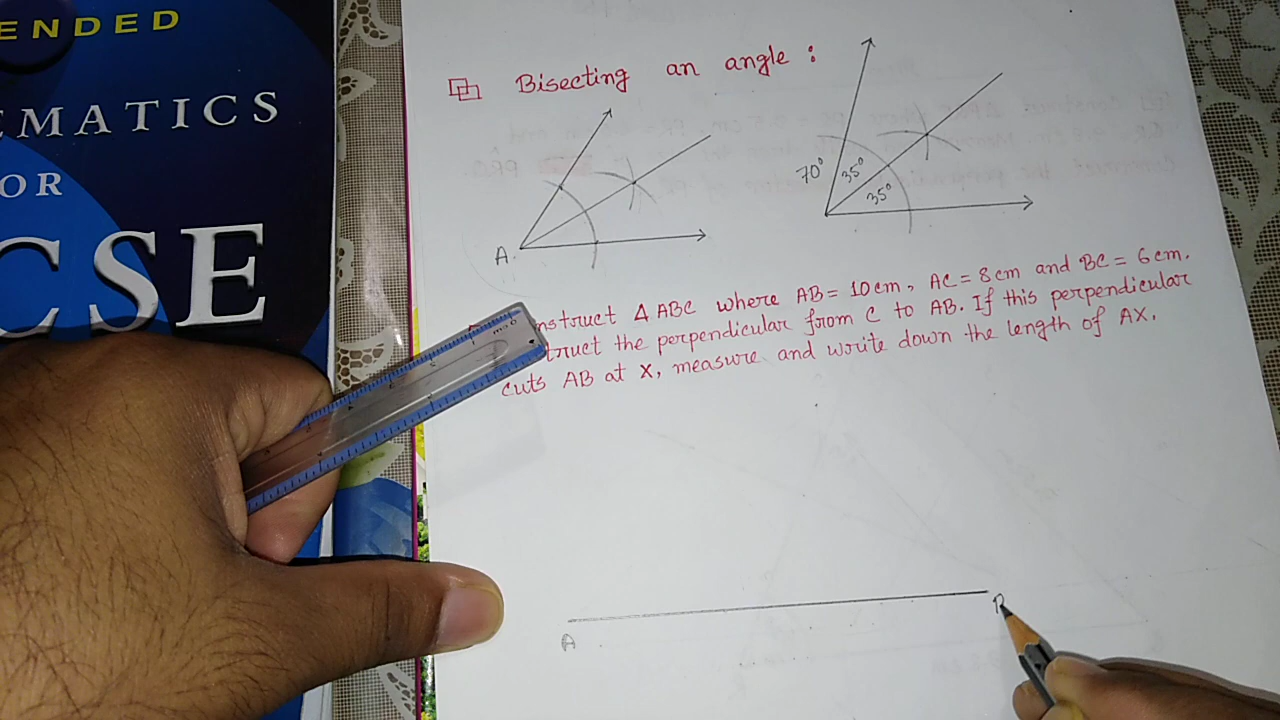 ENDED
EMATICS
OR
CSE
Bisecting an angle :
A
70° 35°
35°
nstruct Δ ABC where AB = 10 cm, AC = 8 cm and BC = 6 cm.
truct the perpendicular from C to AB. If this perpendicular
cuts AB at X, measure and write down the length of AX.
A